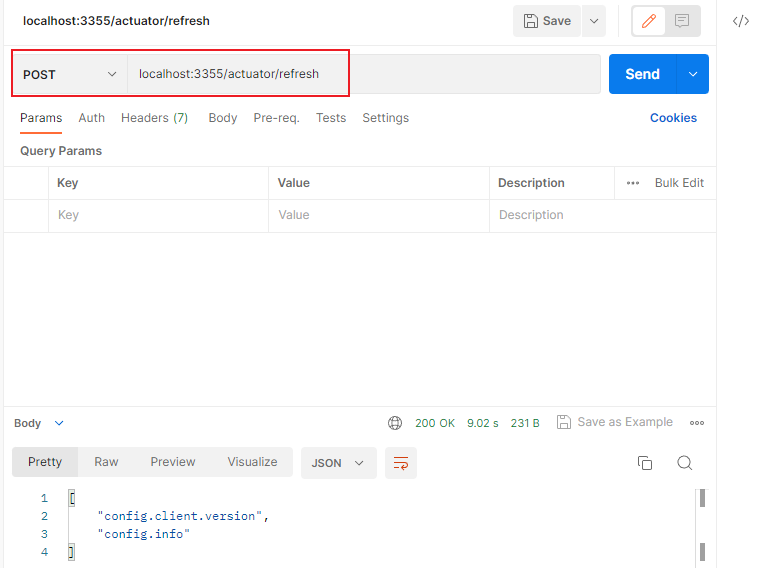 localhost:3355/actuator/refresh
Save
</>
POST
localhost:3355/actuator/refresh
Send
Params Auth Headers (7) Body Pre-req. Tests Settings Cookies
Query Params
Key Value Description Bulk Edit
Key Value Description
Body 200 OK 9.02 s 231 B Save as Example
Pretty Raw Preview Visualize JSON
1 [
2 "config.client.version",
3 "config.info"
4 ]